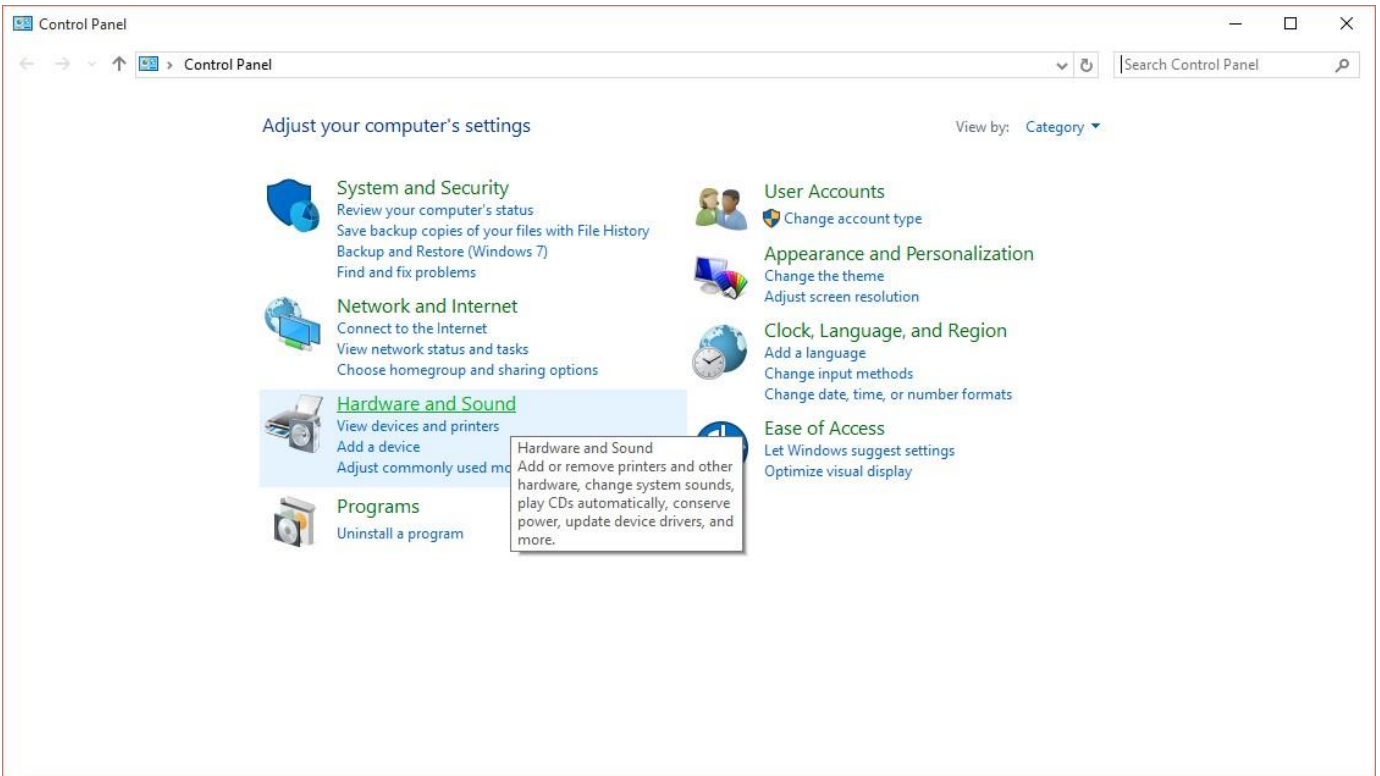 Control Panel
Control Panel
Search Control Panel
Adjust your computer's settings
View by: Category
System and Security
Review your computer's status
Save backup copies of your files with File History
Backup and Restore (Windows 7)
Find and fix problems
Network and Internet
Connect to the Internet
View network status and tasks
Choose homegroup and sharing options
Hardware and Sound
View devices and printers
Add a device
Adjust commonly used mo
Hardware and Sound
Add or remove printers and other
hardware, change system sounds,
play CDs automatically, conserve
power, update device drivers, and
more.
Programs
Uninstall a program
User Accounts
Change account type
Appearance and Personalization
Change the theme
Adjust screen resolution
Clock, Language, and Region
Add a language
Change input methods
Change date, time, or number formats
Ease of Access
Let Windows suggest settings
Optimize visual display